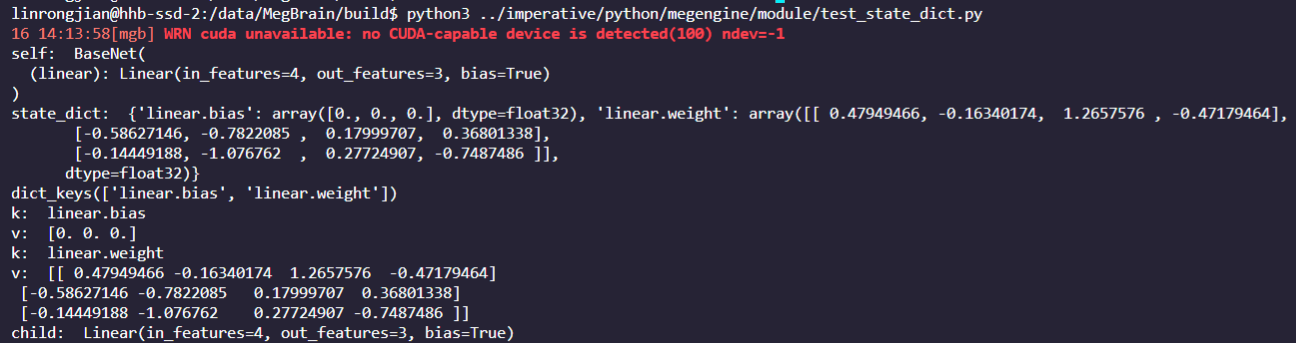 linrongjian@hhb-ssd-2:/data/MegBrain/build$ python3 ../imperative/python/megengine/module/test_state_dict.py
16 14:13:58[mgb] WRN cuda unavailable: no CUDA-capable device is detected(100) ndev=-1
self:  BaseNet(
  (linear): Linear(in_features=4, out_features=3, bias=True)
)
state_dict:  {'linear.bias': array([0., 0., 0.], dtype=float32), 'linear.weight': array([[ 0.47949466, -0.16340174,  1.2657576 , -0.47179464],
       [-0.58627146, -0.7822085 ,  0.17999707,  0.36801338],
       [-0.14449188, -1.076762  ,  0.27724907, -0.7487486 ]],
      dtype=float32)}
dict_keys(['linear.bias', 'linear.weight'])
k:  linear.bias
v:  [0. 0. 0.]
k:  linear.weight
v:  [[ 0.47949466 -0.16340174  1.2657576  -0.47179464]
 [-0.58627146 -0.7822085   0.17999707  0.36801338]
 [-0.14449188 -1.076762    0.27724907 -0.7487486 ]]
child:  Linear(in_features=4, out_features=3, bias=True)